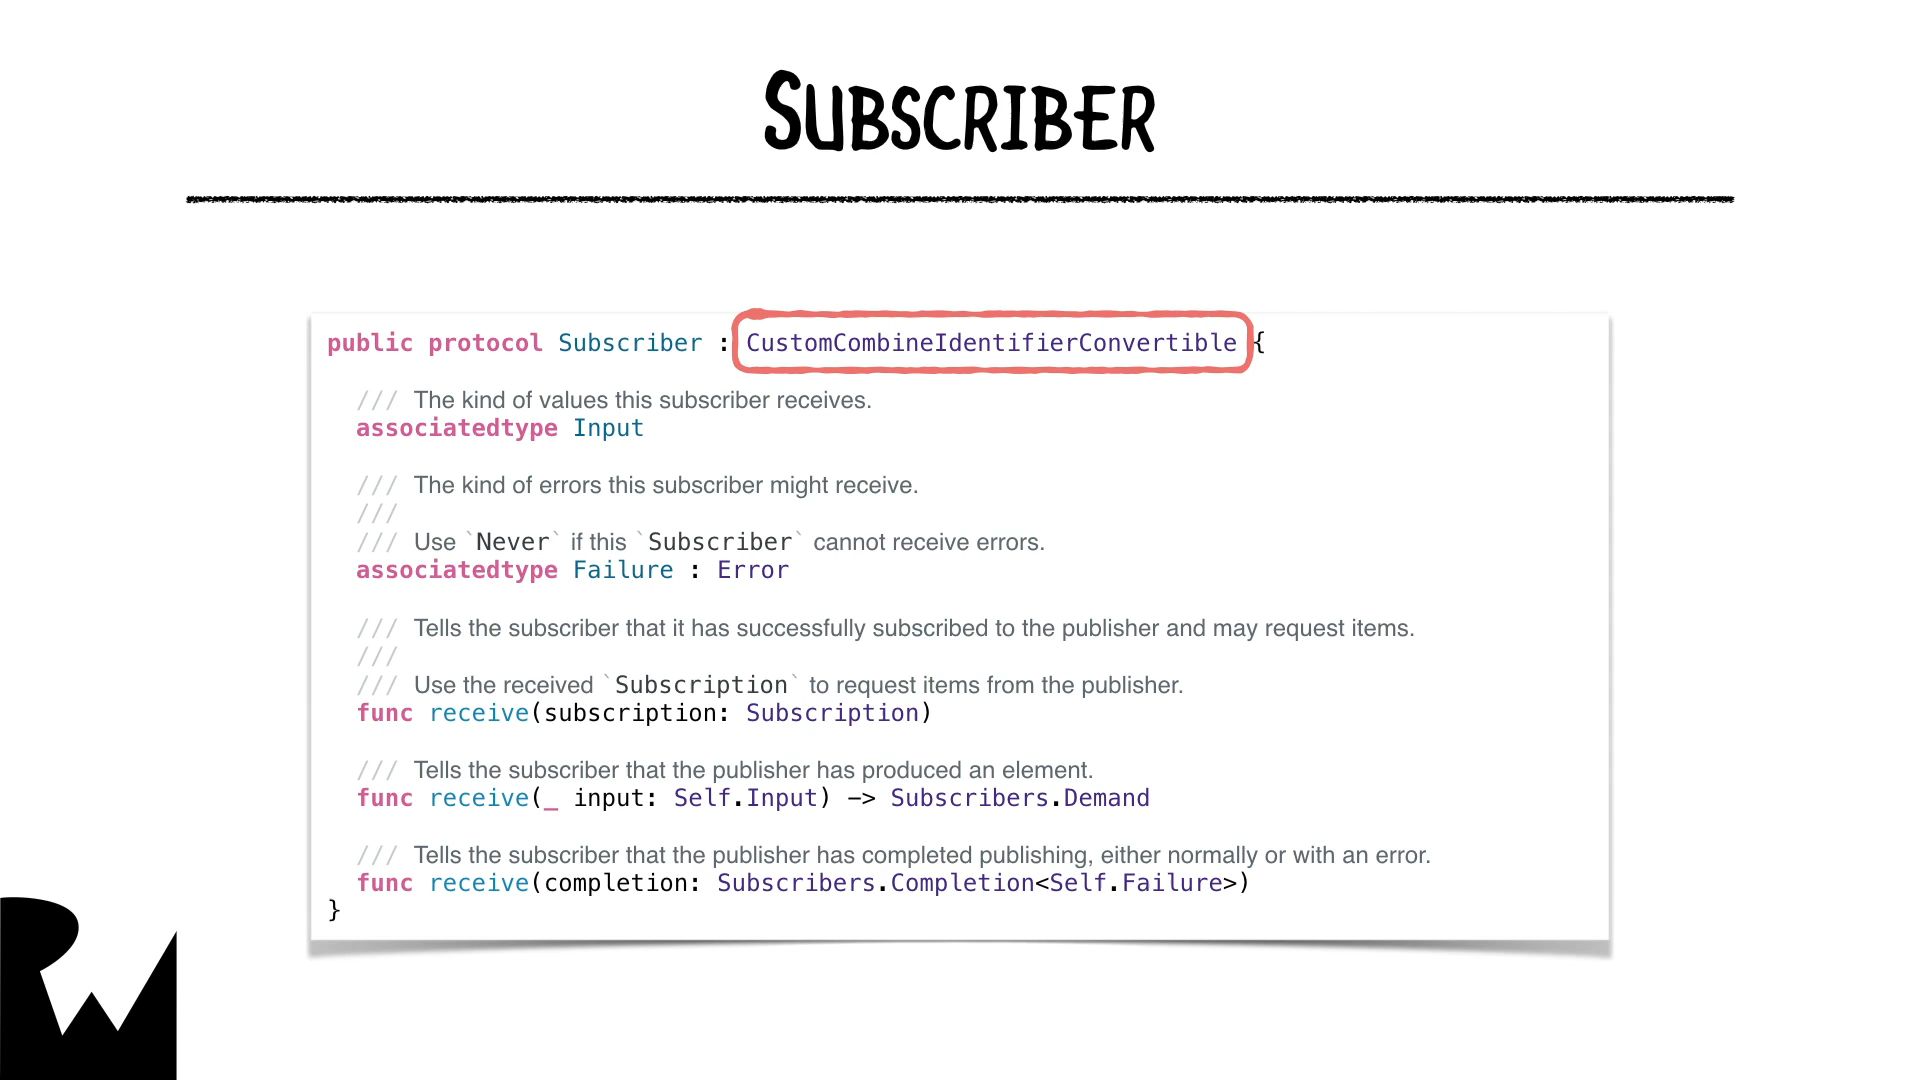 SUBSCRIBER
public protocol Subscriber : CustomCombineIdentifierConvertible {
/// The kind of values this subscriber receives.
associatedtype Input
/// The kind of errors this subscriber might receive.
///
/// Use `Never` if this `Subscriber` cannot receive errors.
associatedtype Failure : Error
/// Tells the subscriber that it has successfully subscribed to the publisher and may request items.
///
/// Use the received `Subscription` to request items from the publisher.
func receive(subscription: Subscription)
/// Tells the subscriber that the publisher has produced an element.
func receive(_ input: Self.Input) -> Subscribers.Demand
/// Tells the subscriber that the publisher has completed publishing, either normally or with an error.
func receive(completion: Subscribers.Completion<Self.Failure>)
}